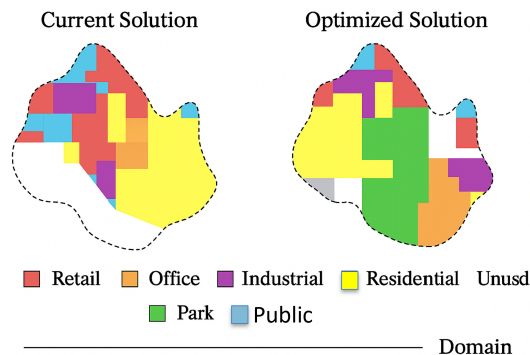 Current Solution Optimized Solution
Retail Office Industrial Residential Unusd
Park Public
Domain